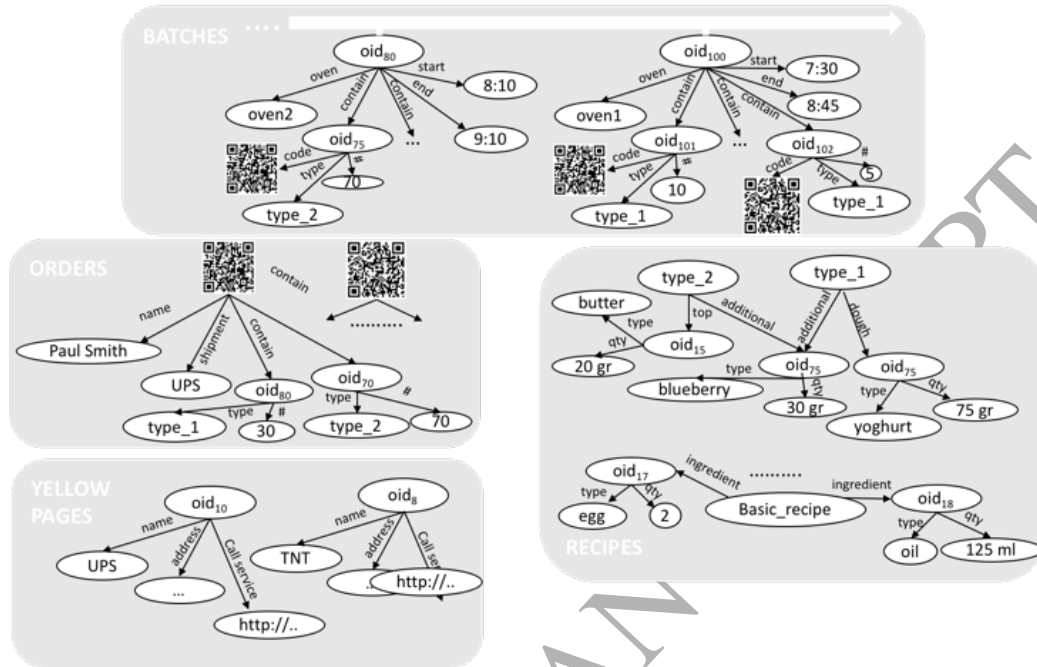 BATCHES ....
oid80
oven
contain
contain
end
start
8:10
oven2
oid75
...
9:10
code
type
#
70
type_2
oid100
oven
contain
contain
contain
end
start
7:30
8:45
oven1
oid101
...
oid102
code
type
#
10
type_1
code
type
#
5
type_1
ORDERS
contain
name
shipment
contain
..........
Paul Smith
UPS
oid80
oid70
type
#
type
#
type_1
30
type_2
70
YELLOW
PAGES
oid10
name
address
Call service
UPS
...
http://..
oid8
name
address
Call ser
TNT
..
http://..
type_2
type_1
butter
top
additional
additional
dough
type
qty
oid15
20 gr
oid75
oid75
type
qty
type
qty
blueberry
30 gr
yoghurt
75 gr
oid17
ingredient
..........
ingredient
type
qty
egg
2
Basic_recipe
oid18
type
qty
oil
125 ml
RECIPES
AN
PT